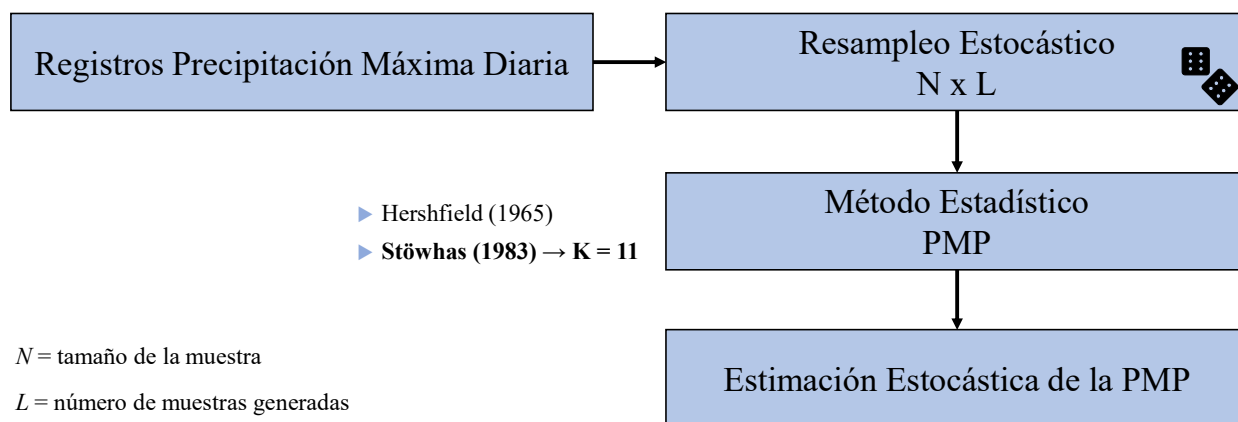 Registros Precipitación Máxima Diaria
Resampleo Estocástico
N x L
Método Estadístico
PMP
Hershfield (1965)
Stöwhas (1983) → K = 11
Estimación Estocástica de la PMP
N = tamaño de la muestra
L = número de muestras generadas